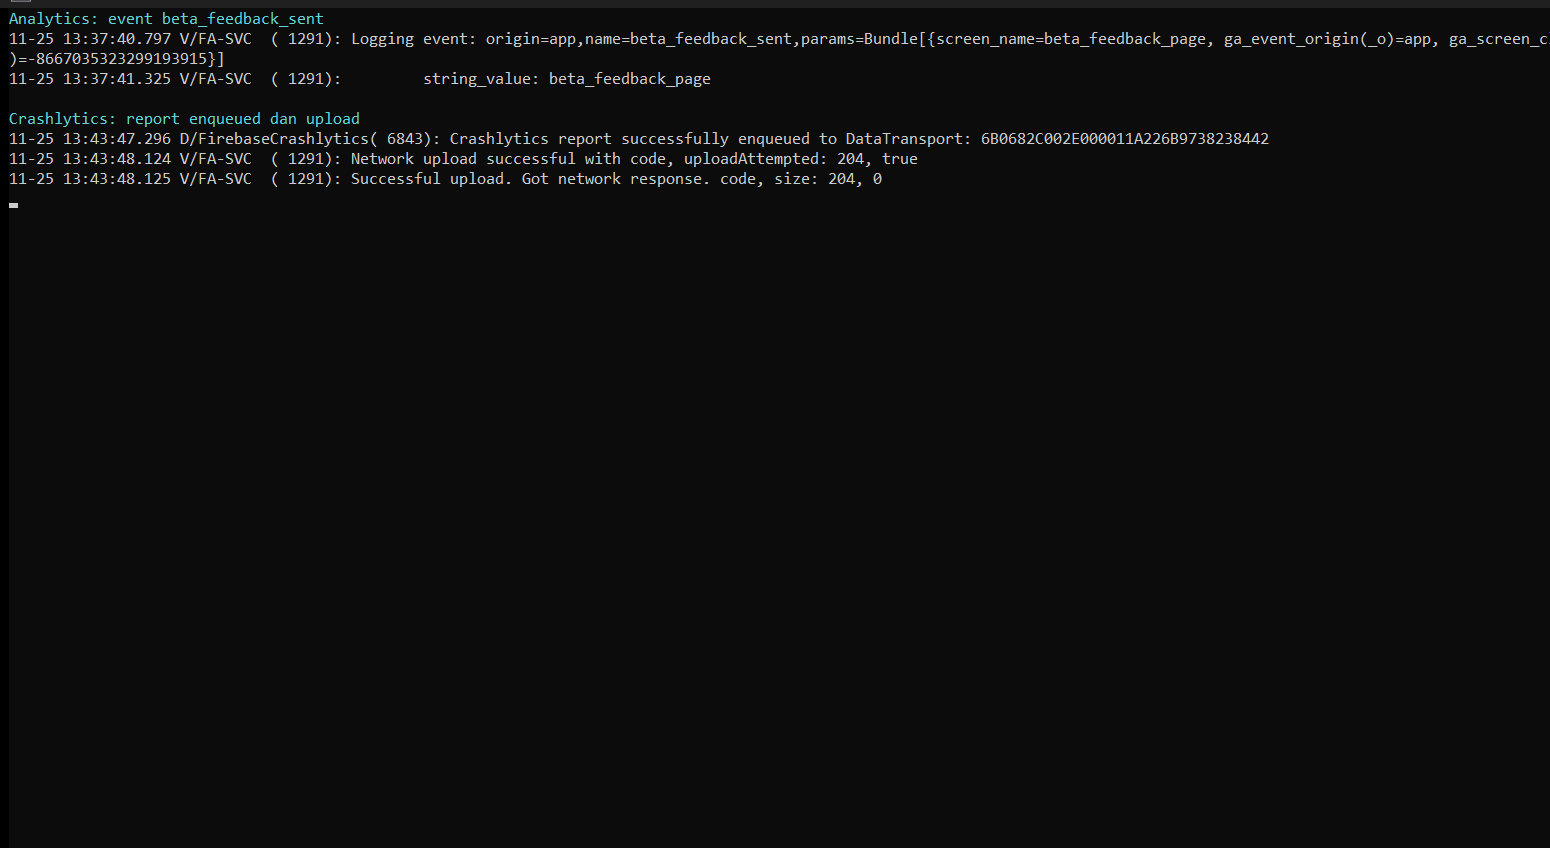 Analytics: event beta_feedback_sent
11-25 13:37:40.797 V/FA-SVC  ( 1291): Logging event: origin=app,name=beta_feedback_sent,params=Bundle[{screen_name=beta_feedback_page, ga_event_origin(_o)=app, ga_screen_c
)=-8667035323299193915}]
11-25 13:37:41.325 V/FA-SVC  ( 1291):         string_value: beta_feedback_page
Crashlytics: report enqueued dan upload
11-25 13:43:47.296 D/FirebaseCrashlytics( 6843): Crashlytics report successfully enqueued to DataTransport: 6B0682C002E000011A226B9738238442
11-25 13:43:48.124 V/FA-SVC  ( 1291): Network upload successful with code, uploadAttempted: 204, true
11-25 13:43:48.125 V/FA-SVC  ( 1291): Successful upload. Got network response. code, size: 204, 0